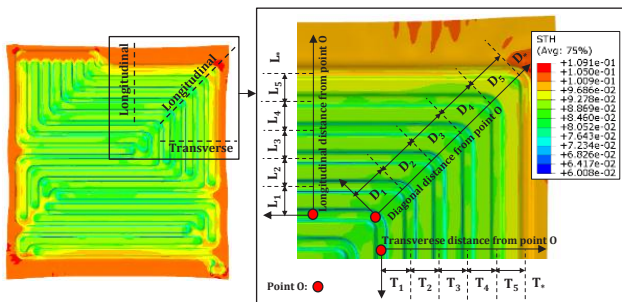 Longitudinal
Longitudinal
Transverse
L*
L5
L4
L3
L2
L1
Longitudinal distance from point O
D1
D2
D3
D4
D5
D*
Diagonal distance from point O
Transverese distance from point O
T1
T2
T3
T4
T5
T*
Point O:
STH
(Avg: 75%)
+1.091e-01
+1.050e-01
+1.009e-01
+9.686e-02
+9.278e-02
+8.869e-02
+8.460e-02
+8.052e-02
+7.643e-02
+7.234e-02
+6.826e-02
+6.417e-02
+6.008e-02